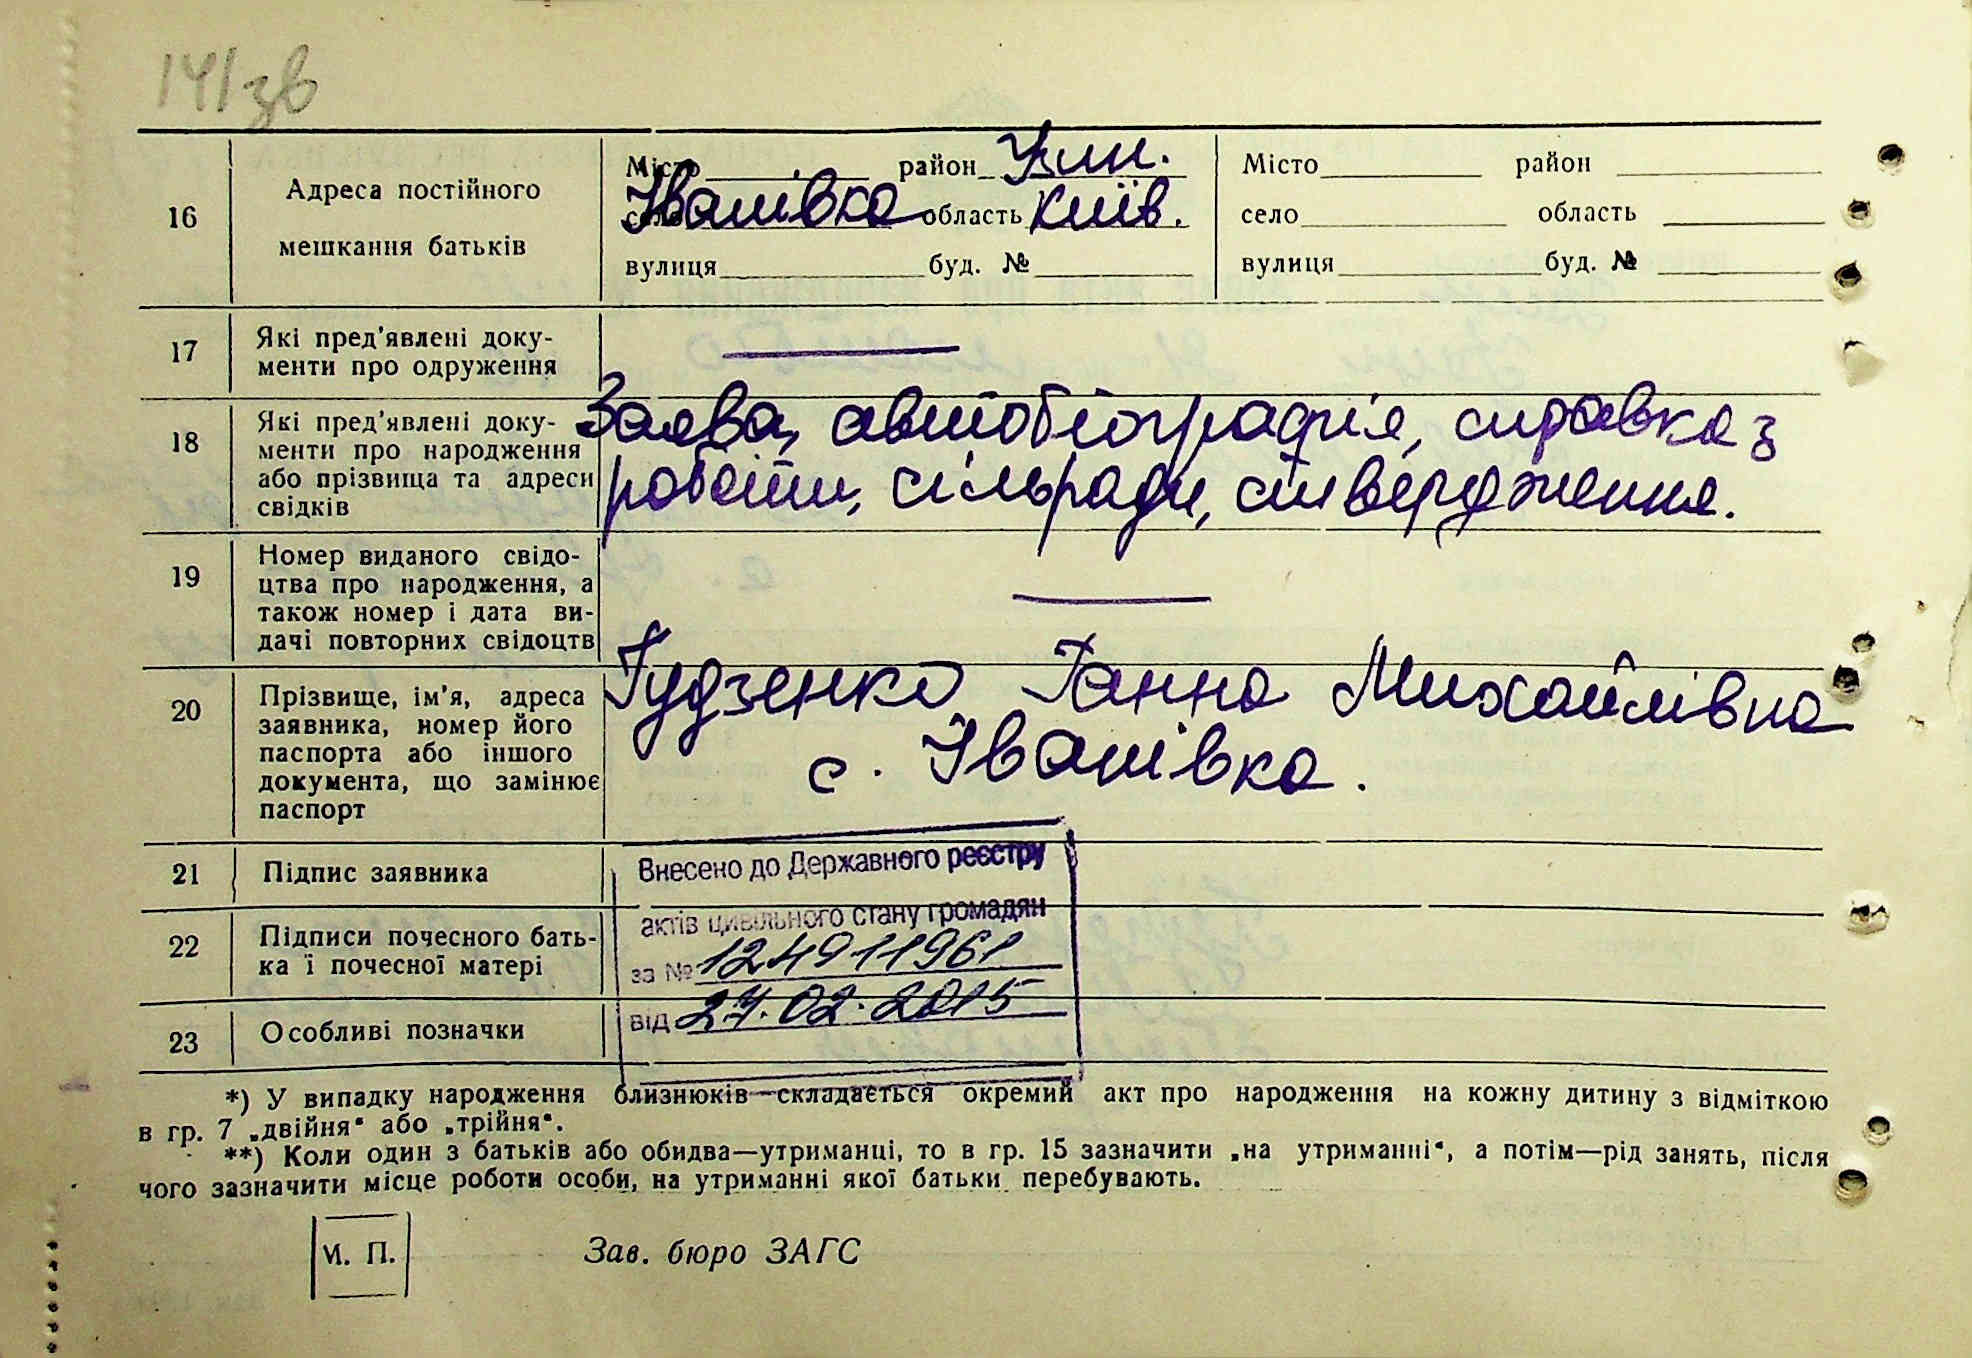 141зв
16 Адреса постійного мешкання батьків
Місто район Узин. Місто район
село Іванівка область Київ. село область
вулиця буд. № вулиця буд. №
17 Які пред'явлені доку-
менти про одруження
18 Які пред'явлені доку-
менти про народження
або прізвища та адреси
свідків
Заява, автобіографія, справка з
роботи, сільради, ствердження.
19 Номер виданого свідо-
цтва про народження, а
також номер і дата ви-
дачі повторних свідоцтв
20 Прізвище, ім'я, адреса
заявника, номер його
паспорта або іншого
документа, що замінює
паспорт
Гудзенко Ганна Михайлівна
с. Іванівка.
21 Підпис заявника
22 Підписи почесного бать-
ка ї почесної матері
23 Особливі позначки
Внесено до Державного реєстру
актів цивільного стану громадян
за № 124911961
від 27.02.2015
*) У випадку народження близнюків складається окремий акт про народження на кожну дитину з відміткою
в гр. 7 „двійня“ або „трійня“.
**) Коли один з батьків або обидва—утриманці, то в гр. 15 зазначити „на утриманні“, а потім—рід занять, після
чого зазначити місце роботи особи, на утриманні якої батьки перебувають.
М. П. Зав. бюро ЗАГС